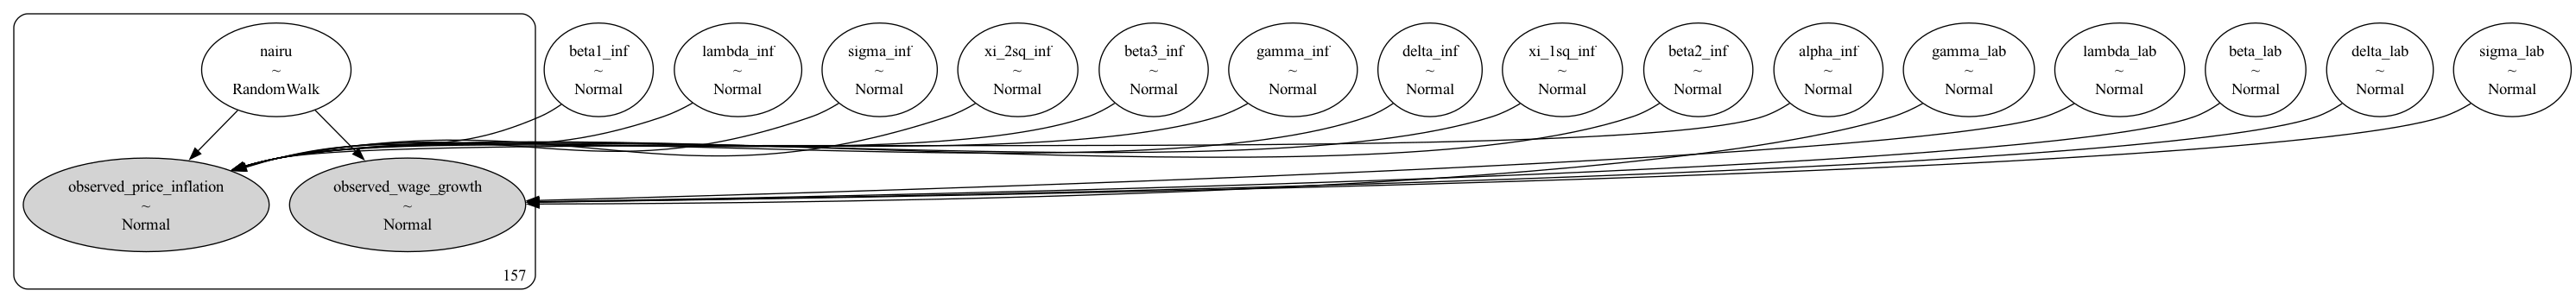 nairu
~
RandomWalk
beta1_inf
~
Normal
lambda_inf
~
Normal
sigma_inf
~
Normal
xi_2sq_inf
~
Normal
beta3_inf
~
Normal
gamma_inf
~
Normal
delta_inf
~
Normal
xi_1sq_inf
~
Normal
beta2_inf
~
Normal
alpha_inf
~
Normal
gamma_lab
~
Normal
lambda_lab
~
Normal
beta_lab
~
Normal
delta_lab
~
Normal
sigma_lab
~
Normal
observed_price_inflation
~
Normal
observed_wage_growth
~
Normal
157